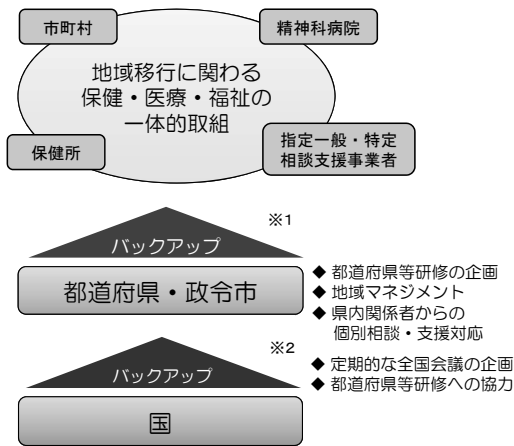 市町村
精神科病院
地域移行に関わる
保健・医療・福祉の
一体的取組
保健所
指定一般・特定
相談支援事業者
※1
バックアップ
都道府県・政令市
◆ 都道府県等研修の企画
◆ 地域マネジメント
◆ 県内関係者からの
個別相談・支援対応
※2
バックアップ
◆ 定期的な全国会議の企画
◆ 都道府県等研修への協力
国